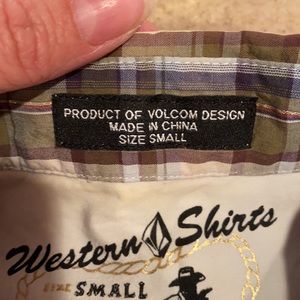 PRODUCT OF VOLCOM DESIGN
MADE IN CHINA
SIZE SMALL
Western Shirts
SIZE SMALL